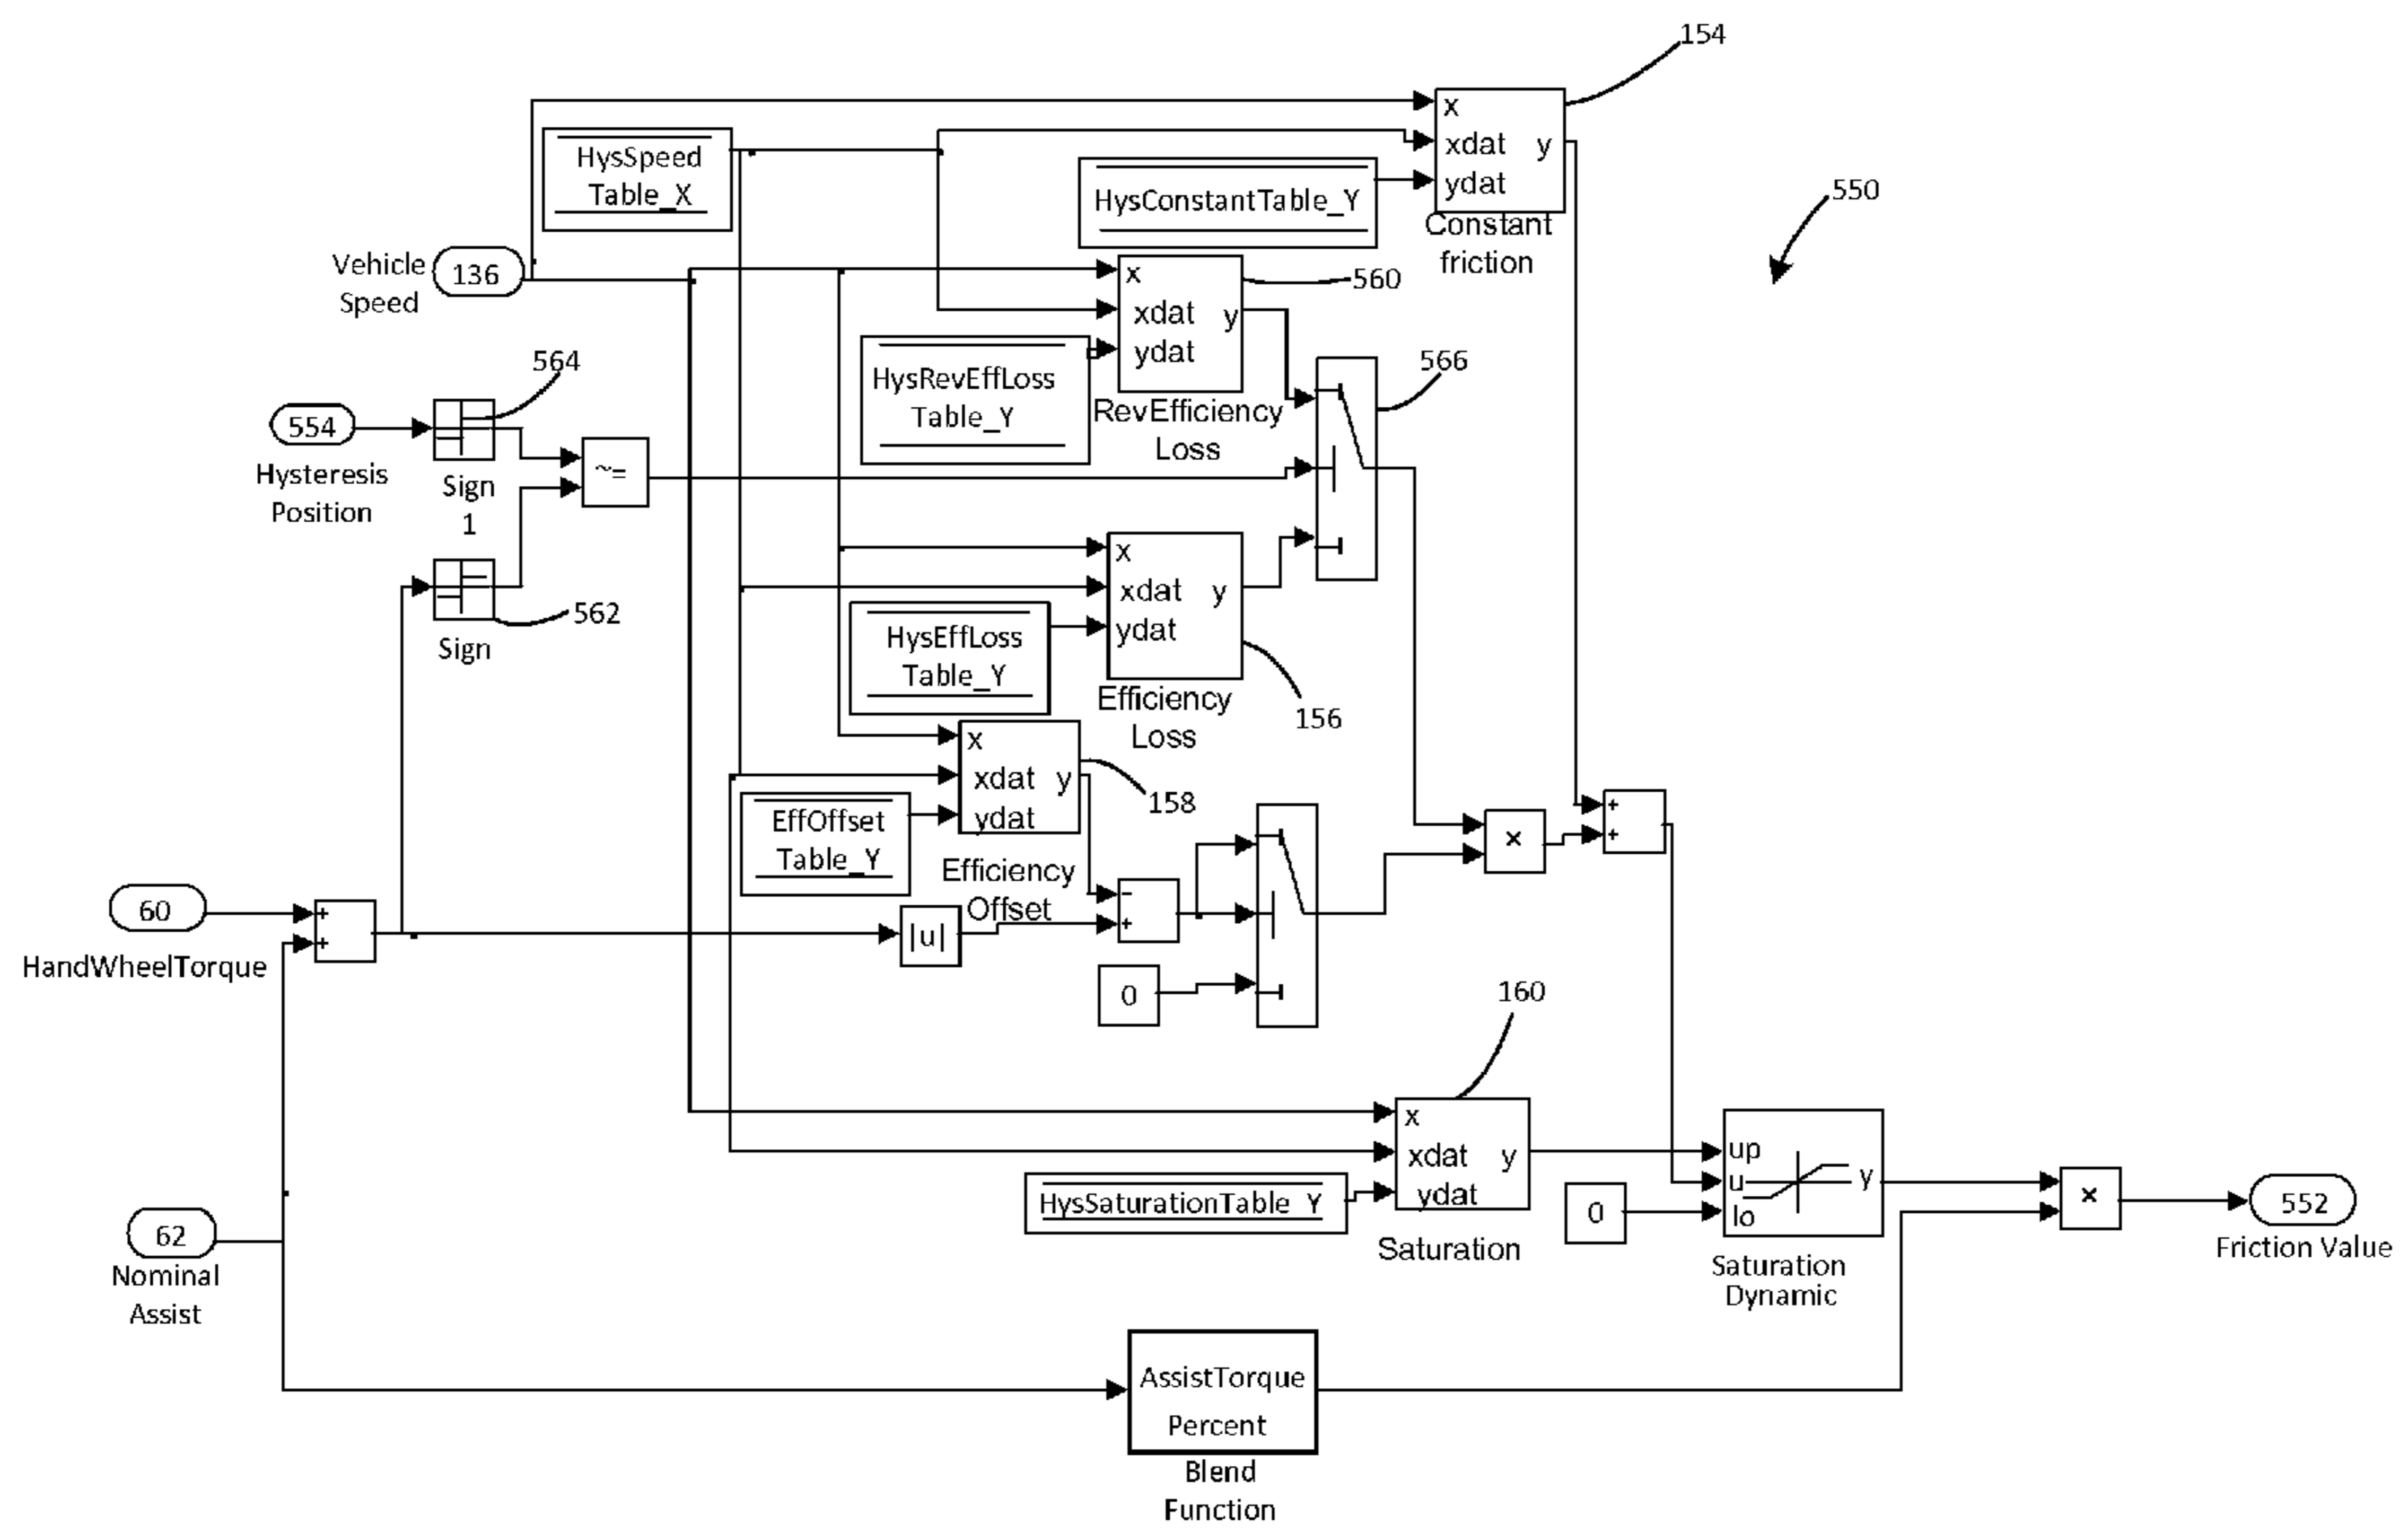 154
x
xdat y
ydat
Constant
friction
HysSpeed
Table_X
HysConstantTable_Y
550
Vehicle
Speed
136
x
xdat y
ydat
560
RevEfficiency
Loss
HysRevEffLoss
Table_Y
566
564
554
Hysteresis
Position
Sign
1
~=
562
Sign
x
xdat y
ydat
HysEffLoss
Table_Y
Efficiency
Loss
156
x
xdat y
ydat
158
EffOffset
Table_Y
Efficiency
Offset
60
HandWheelTorque
+
+
|u|
-
+
0
×
+
+
160
x
xdat y
ydat
HysSaturationTable_Y
Saturation
62
Nominal
Assist
0
up
u y
lo
Saturation
Dynamic
×
552
Friction Value
AssistTorque
Percent
Blend
Function